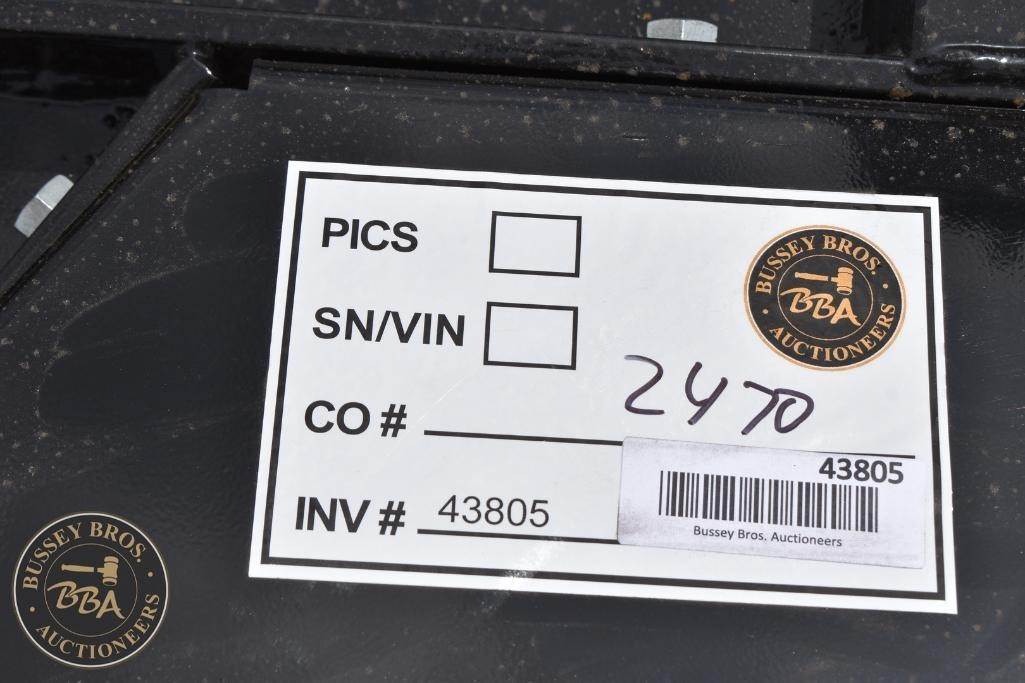 PICS
BUSSEY BROS.
BBA
AUCTIONEERS
SN/VIN
CO # 2470
43805
INV # 43805
Bussey Bros. Auctioneers
BUSSEY BROS.
BBA
AUCTIONEERS